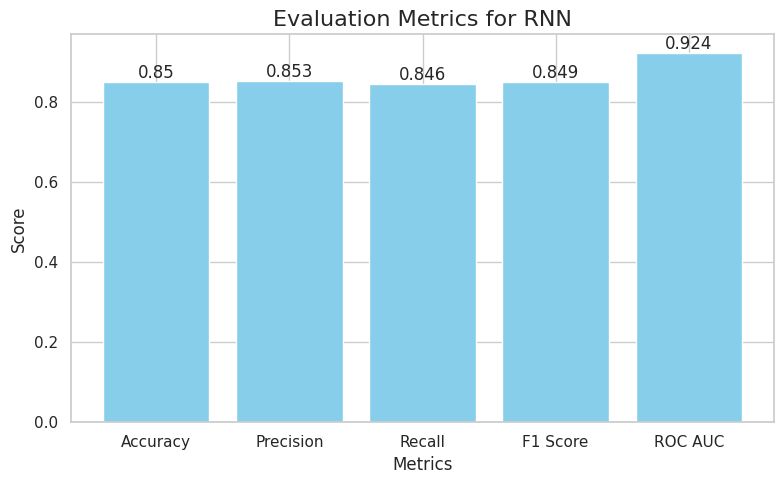 Evaluation Metrics for RNN
0.85
0.853
0.846
0.849
0.924
0.8
0.6
0.4
0.2
0.0
Score
Accuracy
Precision
Recall
F1 Score
ROC AUC
Metrics